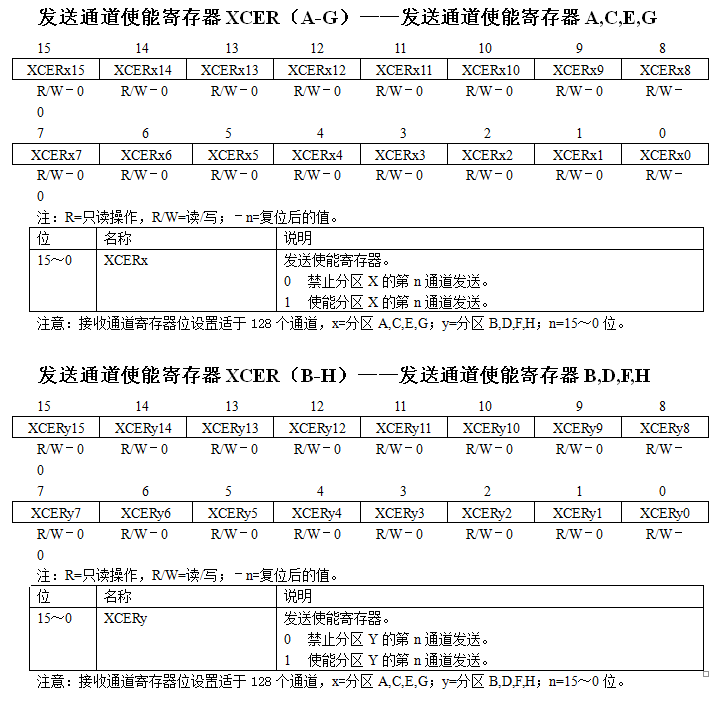 发送通道使能寄存器 XCER（A-G）——发送通道使能寄存器 A,C,E,G
15 14 13 12 11 10 9 8
XCERx15 XCERx14 XCERx13 XCERx12 XCERx11 XCERx10 XCERx9 XCERx8
R/W－0 R/W－0 R/W－0 R/W－0 R/W－0 R/W－0 R/W－0 R/W－
0
7 6 5 4 3 2 1 0
XCERx7 XCERx6 XCERx5 XCERx4 XCERx3 XCERx2 XCERx1 XCERx0
R/W－0 R/W－0 R/W－0 R/W－0 R/W－0 R/W－0 R/W－0 R/W－
0
注：R=只读操作，R/W=读/写；－n=复位后的值。
位 名称 说明
15～0 XCERx 发送使能寄存器。
0 禁止分区 X 的第 n 通道发送。
1 使能分区 X 的第 n 通道发送。
注意：接收通道寄存器位设置适于 128 个通道，x=分区 A,C,E,G；y=分区 B,D,F,H；n=15～0 位。
发送通道使能寄存器 XCER（B-H）——发送通道使能寄存器 B,D,F,H
15 14 13 12 11 10 9 8
XCERy15 XCERy14 XCERy13 XCERy12 XCERy11 XCERy10 XCERy9 XCERy8
R/W－0 R/W－0 R/W－0 R/W－0 R/W－0 R/W－0 R/W－0 R/W－
0
7 6 5 4 3 2 1 0
XCERy7 XCERy6 XCERy5 XCERy4 XCERy3 XCERy2 XCERy1 XCERy0
R/W－0 R/W－0 R/W－0 R/W－0 R/W－0 R/W－0 R/W－0 R/W－
0
注：R=只读操作，R/W=读/写；－n=复位后的值。
位 名称 说明
15～0 XCERy 发送使能寄存器。
0 禁止分区 Y 的第 n 通道发送。
1 使能分区 Y 的第 n 通道发送。
注意：接收通道寄存器位设置适于 128 个通道，x=分区 A,C,E,G；y=分区 B,D,F,H；n=15～0 位。